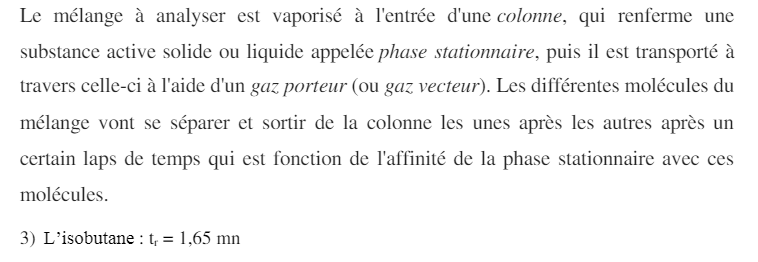 Le mélange à analyser est vaporisé à l'entrée d'une colonne, qui renferme une
substance active solide ou liquide appelée phase stationnaire, puis il est transporté à
travers celle-ci à l'aide d'un gaz porteur (ou gaz vecteur). Les différentes molécules du
mélange vont se séparer et sortir de la colonne les unes après les autres après un
certain laps de temps qui est fonction de l'affinité de la phase stationnaire avec ces
molécules.
3) L’isobutane : tr = 1,65 mn